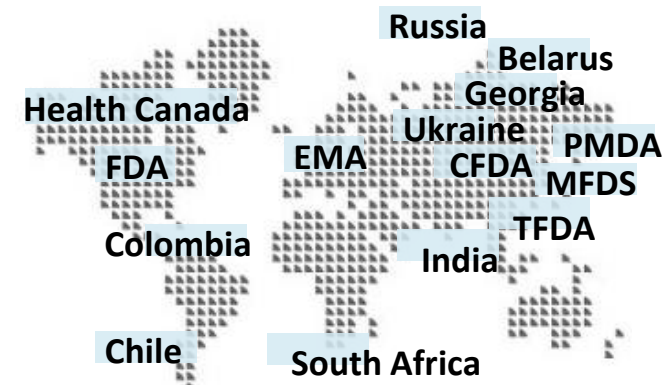 Russia
Belarus
Georgia
Health Canada
Ukraine
PMDA
FDA
EMA
CFDA
MFDS
TFDA
Colombia
India
Chile
South Africa